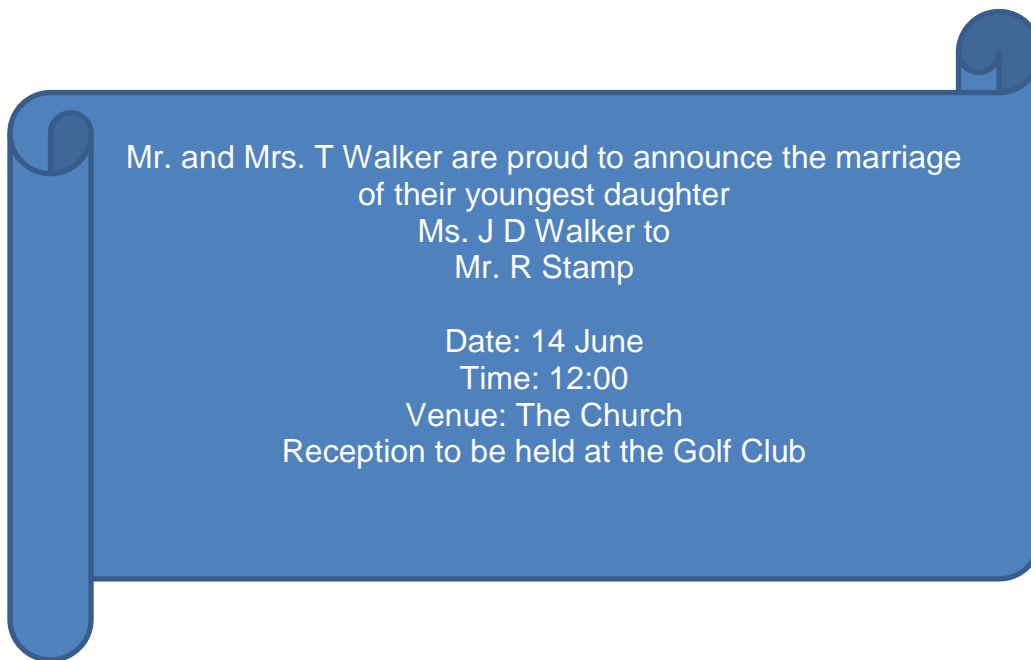 Mr. and Mrs. T Walker are proud to announce the marriage
of their youngest daughter
Ms. J D Walker to
Mr. R Stamp
Date: 14 June
Time: 12:00
Venue: The Church
Reception to be held at the Golf Club